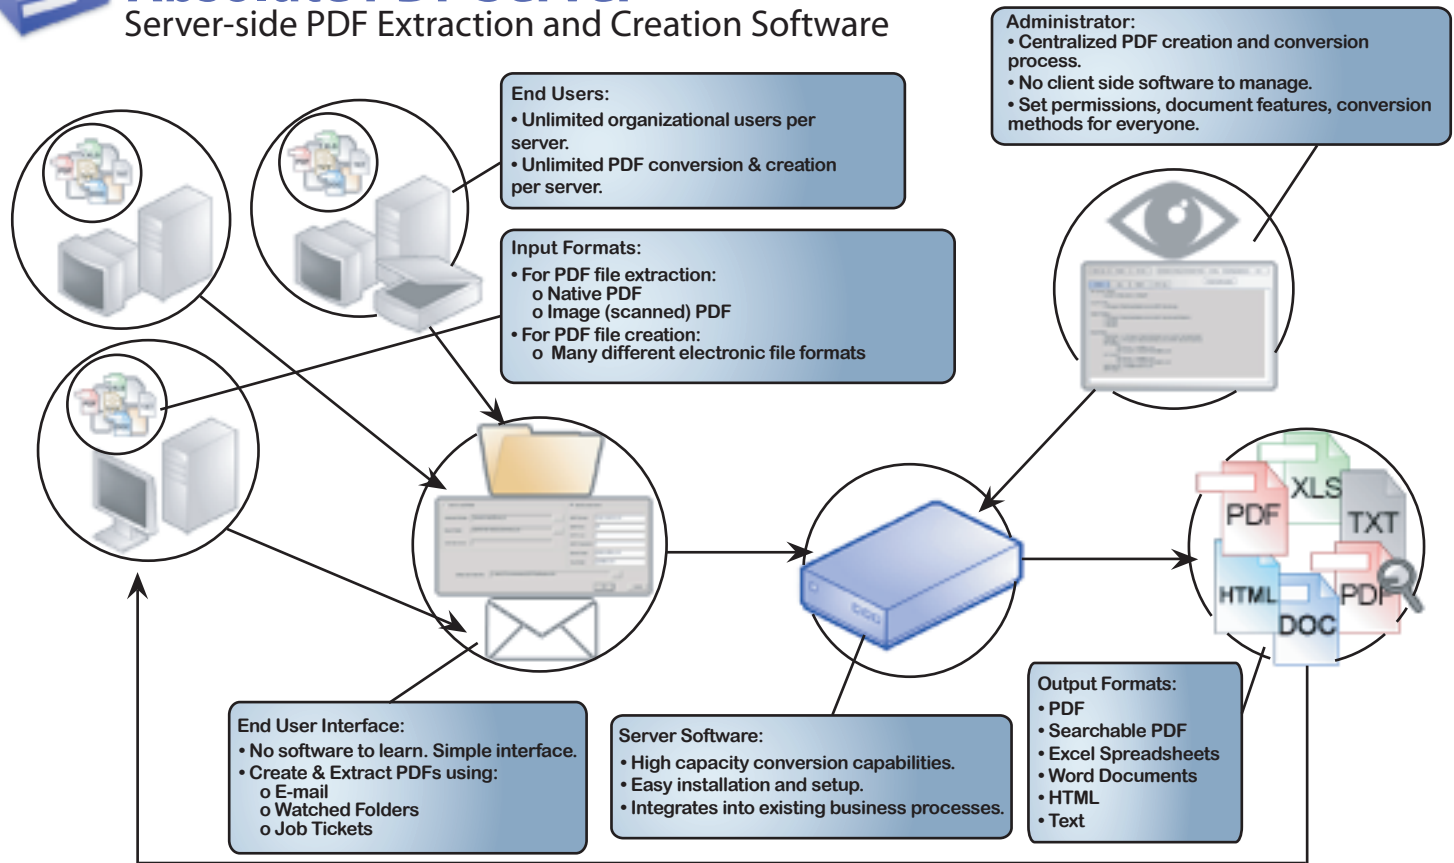 Absolute PDF Server
Server-side PDF Extraction and Creation Software
Administrator:
• Centralized PDF creation and conversion
process.
• No client side software to manage.
• Set permissions, document features, conversion
methods for everyone.
End Users:
• Unlimited organizational users per
server.
• Unlimited PDF conversion & creation
per server.
Input Formats:
• For PDF file extraction:
o Native PDF
o Image (scanned) PDF
• For PDF file creation:
o Many different electronic file formats
PDF
XLS
TXT
HTML
DOC
PDF
End User Interface:
• No software to learn. Simple interface.
• Create & Extract PDFs using:
o E-mail
o Watched Folders
o Job Tickets
Server Software:
• High capacity conversion capabilities.
• Easy installation and setup.
• Integrates into existing business processes.
Output Formats:
• PDF
• Searchable PDF
• Excel Spreadsheets
• Word Documents
• HTML
• Text